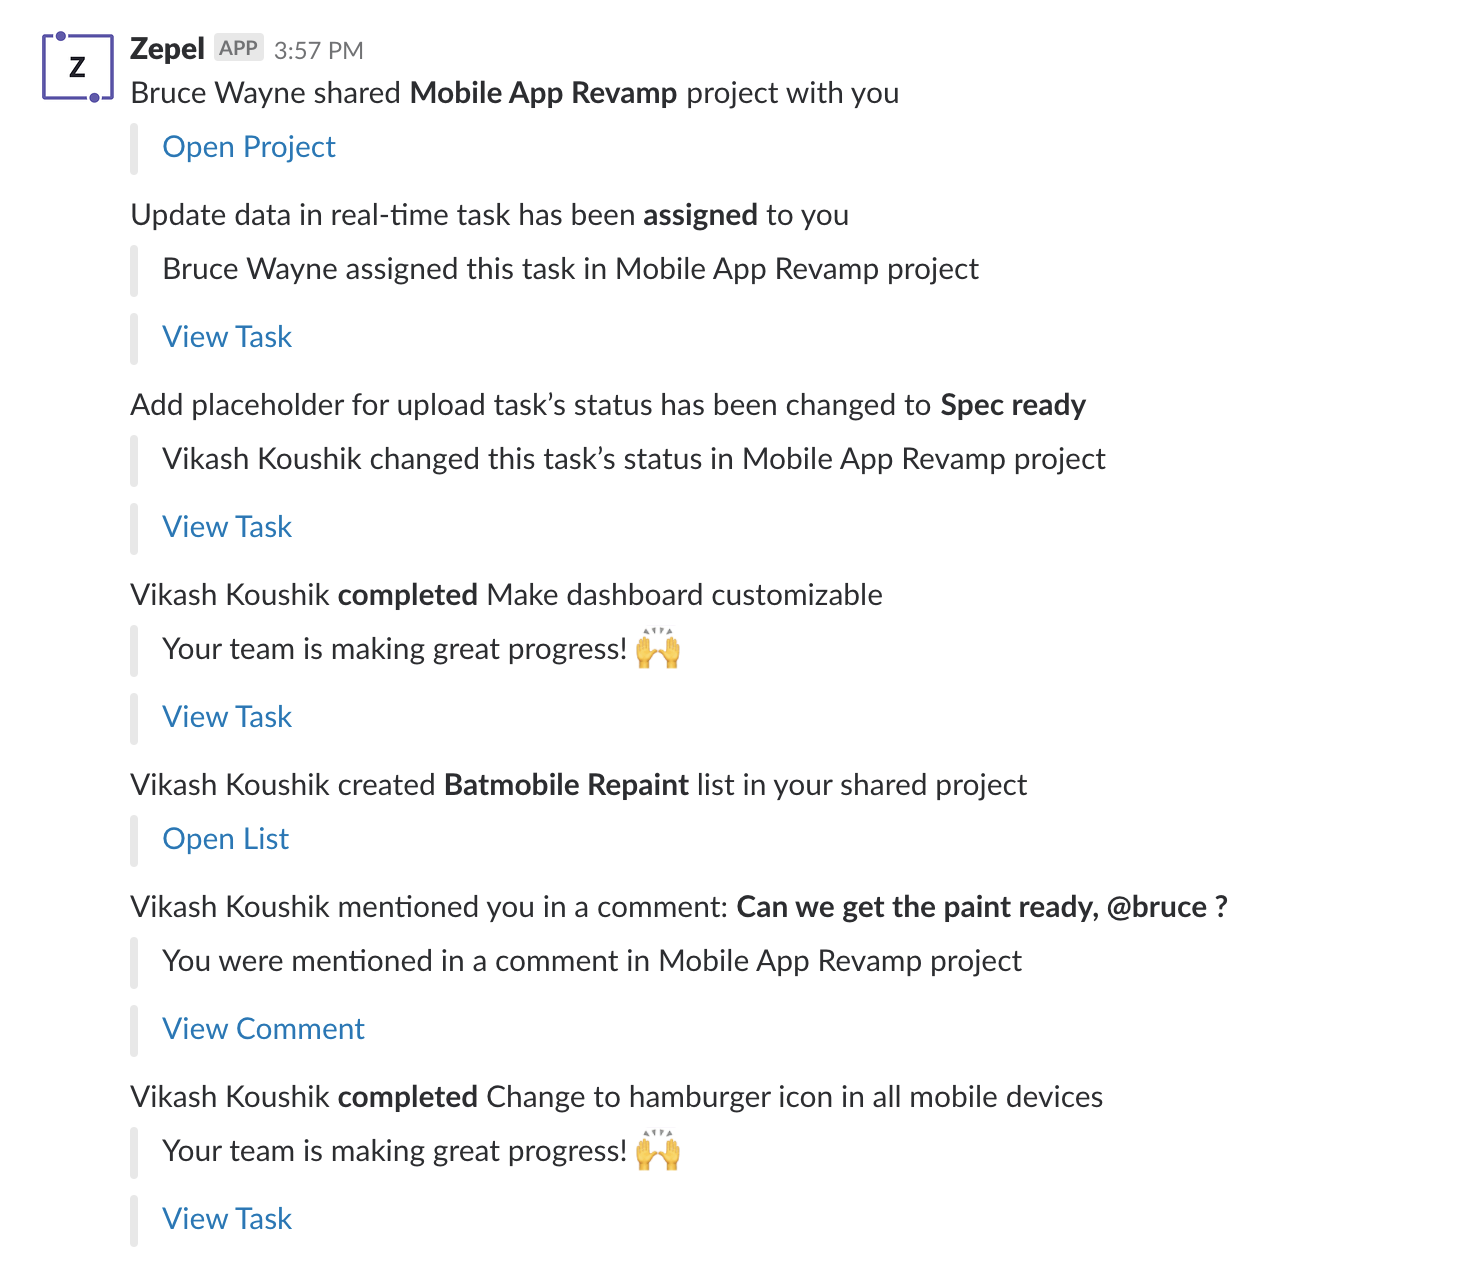 Z
Zepel APP 3:57 PM
Bruce Wayne shared Mobile App Revamp project with you
Open Project
Update data in real-time task has been assigned to you
Bruce Wayne assigned this task in Mobile App Revamp project
View Task
Add placeholder for upload task’s status has been changed to Spec ready
Vikash Koushik changed this task’s status in Mobile App Revamp project
View Task
Vikash Koushik completed Make dashboard customizable
Your team is making great progress! 🙌
View Task
Vikash Koushik created Batmobile Repaint list in your shared project
Open List
Vikash Koushik mentioned you in a comment: Can we get the paint ready, @bruce ?
You were mentioned in a comment in Mobile App Revamp project
View Comment
Vikash Koushik completed Change to hamburger icon in all mobile devices
Your team is making great progress! 🙌
View Task